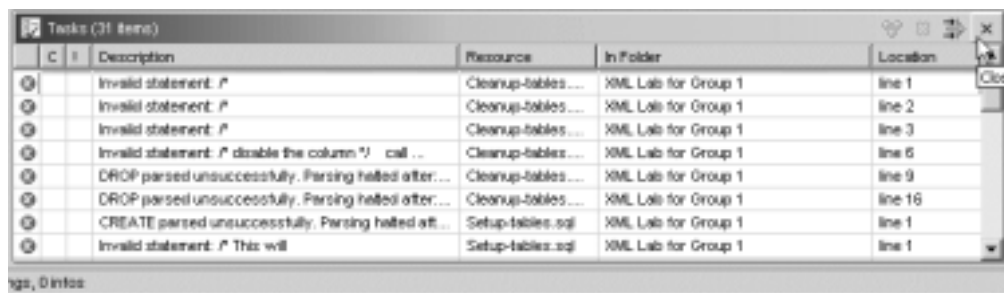 Tasks (31 items)
C ! Description Resource In Folder Location
Invalid statement: /* Cleanup-tables.... XML Lab for Group 1 line 1
Invalid statement: /* Cleanup-tables.... XML Lab for Group 1 line 2
Invalid statement: /* Cleanup-tables.... XML Lab for Group 1 line 3
Invalid statement: /* disable the column */ call ... Cleanup-tables.... XML Lab for Group 1 line 6
DROP parsed unsuccessfully. Parsing halted after:... Cleanup-tables.... XML Lab for Group 1 line 9
DROP parsed unsuccessfully. Parsing halted after:... Cleanup-tables.... XML Lab for Group 1 line 16
CREATE parsed unsuccessfully. Parsing halted aft... Setup-tables.sql XML Lab for Group 1 line 1
Invalid statement: /* This will Setup-tables.sql XML Lab for Group 1 line 1
Clos
ngs, 0 infos